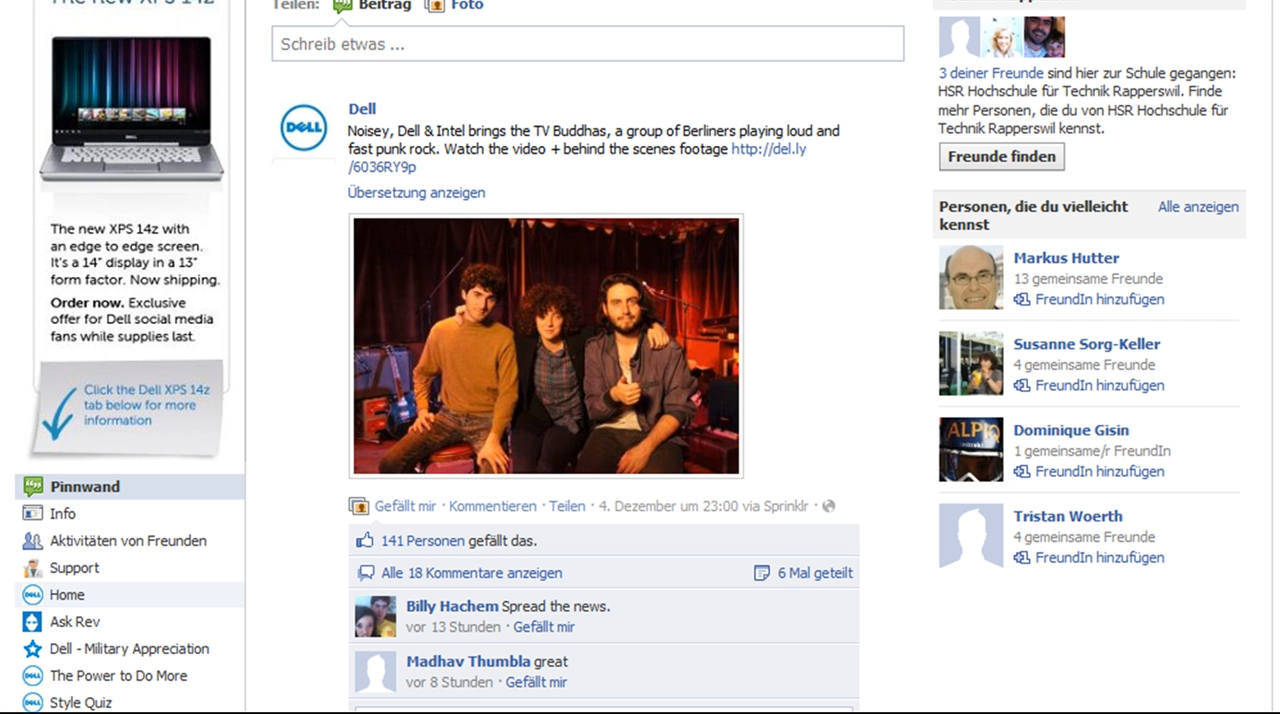 The new XPS 14z
The new XPS 14z with
an edge to edge screen.
It's a 14" display in a 13"
form factor. Now shipping.
Order now. Exclusive
offer for Dell social media
fans while supplies last.
Click the Dell XPS 14z
tab below for more
information
Pinnwand
Info
Aktivitäten von Freunden
Support
Home
Ask Rev
Dell - Military Appreciation
The Power to Do More
Style Quiz
Teilen: Beitrag Foto
Schreib etwas ...
DELL
Dell
Noisey, Dell & Intel brings the TV Buddhas, a group of Berliners playing loud and
fast punk rock. Watch the video + behind the scenes footage http://del.ly
/6036RY9p
Übersetzung anzeigen
Gefällt mir · Kommentieren · Teilen · 4. Dezember um 23:00 via Sprinklr ·
141 Personen gefällt das.
Alle 18 Kommentare anzeigen 6 Mal geteilt
Billy Hachem Spread the news.
vor 13 Stunden · Gefällt mir
Madhav Thumbla great
vor 8 Stunden · Gefällt mir
3 deiner Freunde sind hier zur Schule gegangen:
HSR Hochschule für Technik Rapperswil. Finde
mehr Personen, die du von HSR Hochschule für
Technik Rapperswil kennst.
Freunde finden
Personen, die du vielleicht Alle anzeigen
kennst
Markus Hutter
13 gemeinsame Freunde
FreundIn hinzufügen
Susanne Sorg-Keller
4 gemeinsame Freunde
FreundIn hinzufügen
Dominique Gisin
1 gemeinsame/r FreundIn
FreundIn hinzufügen
Tristan Woerth
4 gemeinsame Freunde
FreundIn hinzufügen